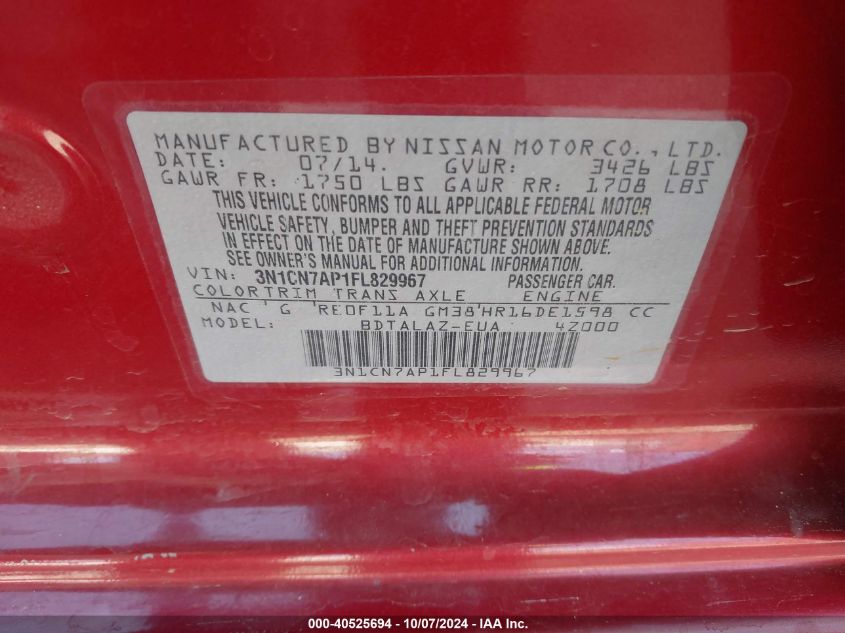 MANUFACTURED BY NISSAN MOTOR CO., LTD.
DATE: 07/14. GVWR: 3426 LBS
GAWR FR: 1750 LBS GAWR RR: 1708 LBS
THIS VEHICLE CONFORMS TO ALL APPLICABLE FEDERAL MOTOR
VEHICLE SAFETY, BUMPER AND THEFT PREVENTION STANDARDS
IN EFFECT ON THE DATE OF MANUFACTURE SHOWN ABOVE.
SEE OWNER'S MANUAL FOR ADDITIONAL INFORMATION.
VIN: 3N1CN7AP1FL829967 PASSENGER CAR.
COLORTRIM TRANS AXLE ENGINE
NAC G 'RE0F11A GM38'HR16DE1598 CC
MODEL: BDTALAZ-EUA 4Z000
3N1CN7AP1FL829967
000-40525694 - 10/07/2024 - IAA Inc.